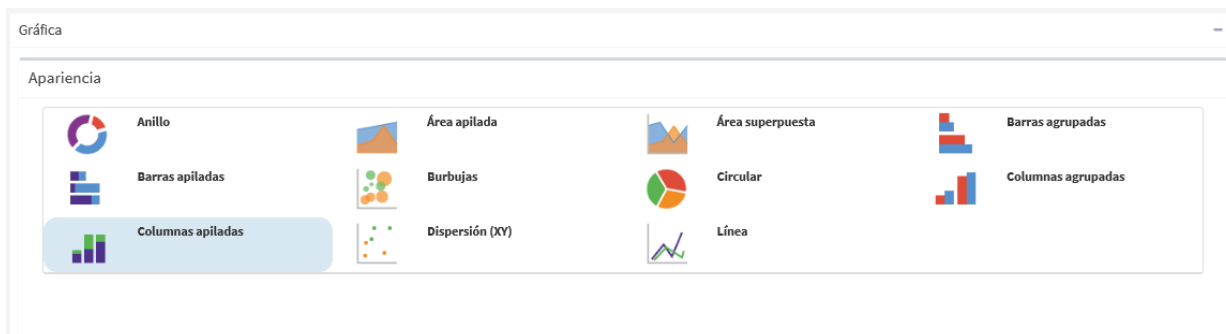 Gráfica
Apariencia
Anillo
Área apilada
Área superpuesta
Barras agrupadas
Barras apiladas
Burbujas
Circular
Columnas agrupadas
Columnas apiladas
Dispersión (XY)
Línea